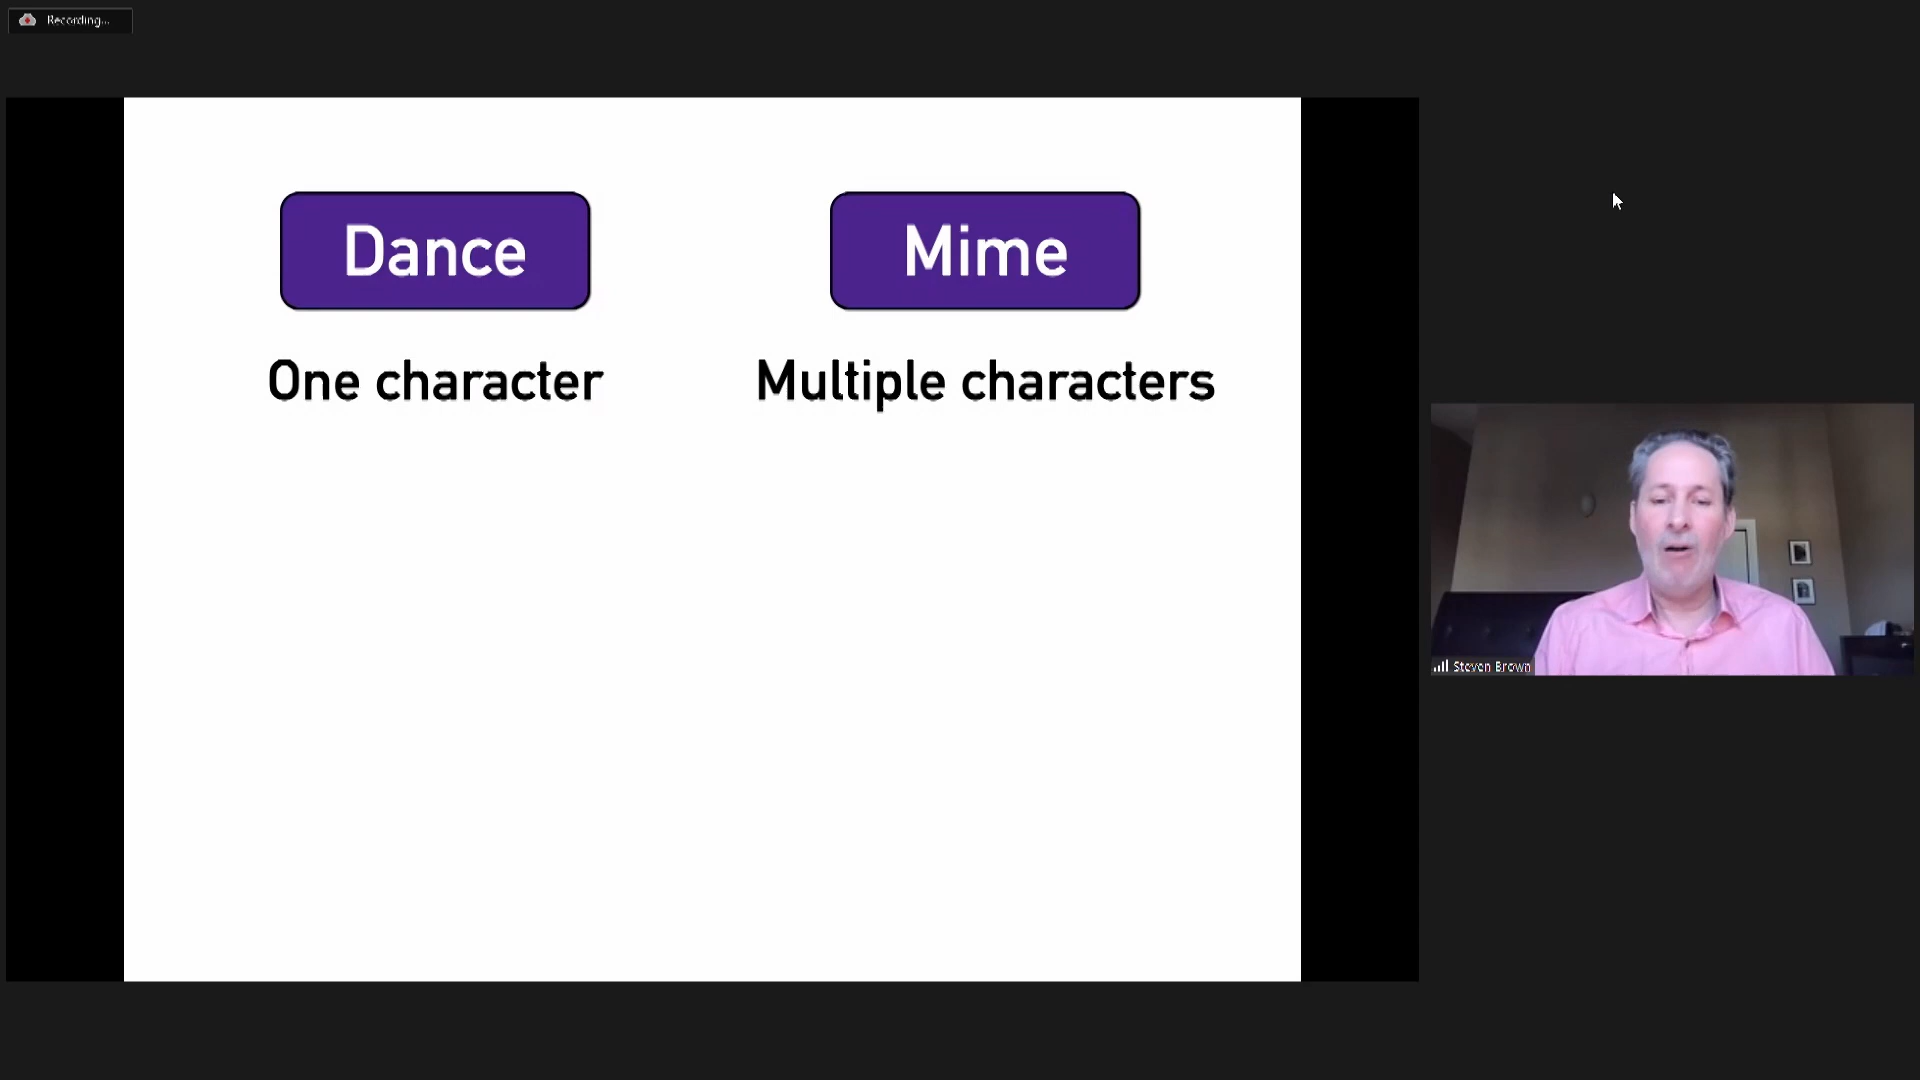 Recording...
Dance
Mime
One character
Multiple characters
Steven Brown